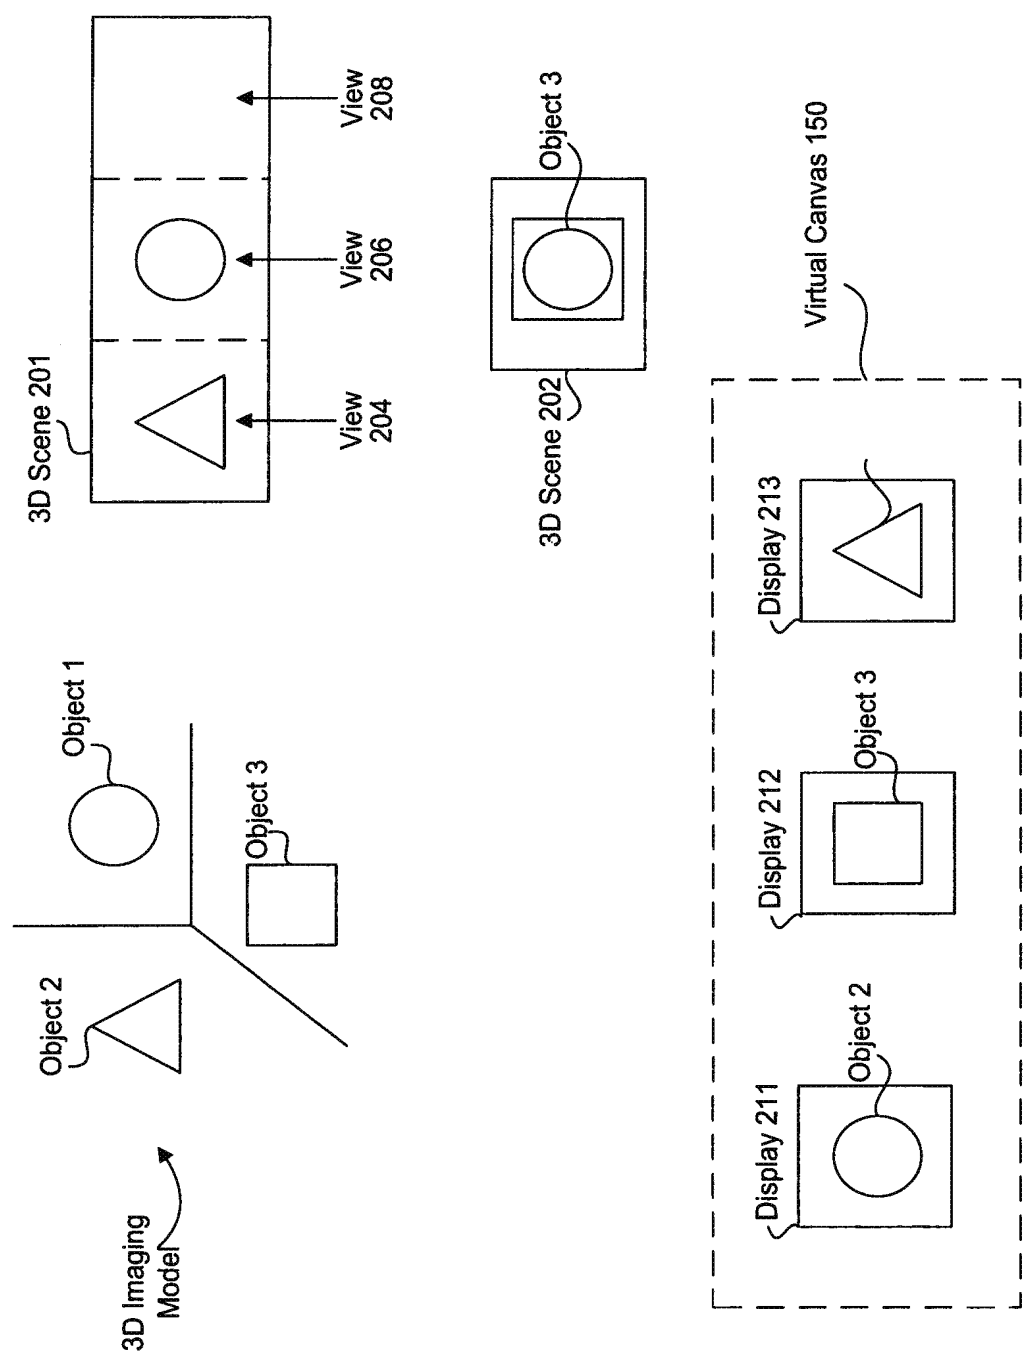 3D Imaging
Model
Object 2
Object 1
Object 3
3D Scene 201
View
204
View
206
View
208
3D Scene 202
Object 3
Display 211
Object 2
Display 212
Object 3
Display 213
Virtual Canvas 150